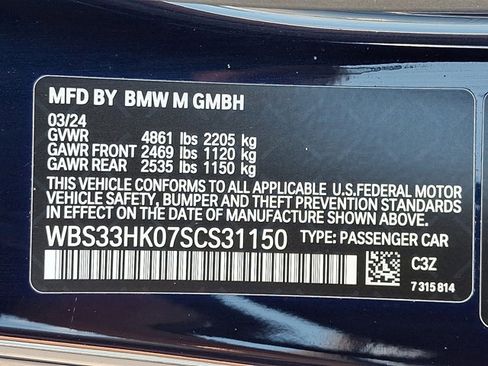 MFD BY BMW M GMBH
03/24
GVWR 4861 lbs 2205 kg
GAWR FRONT 2469 lbs 1120 kg
GAWR REAR 2535 lbs 1150 kg
THIS VEHICLE CONFORMS TO ALL APPLICABLE U.S.FEDERAL MOTOR
VEHICLE SAFETY, BUMPER AND THEFT PREVENTION STANDARDS
IN EFFECT ON THE DATE OF MANUFACTURE SHOWN ABOVE.
WBS33HK07SCS31150 TYPE: PASSENGER CAR
C3Z
7 315 814